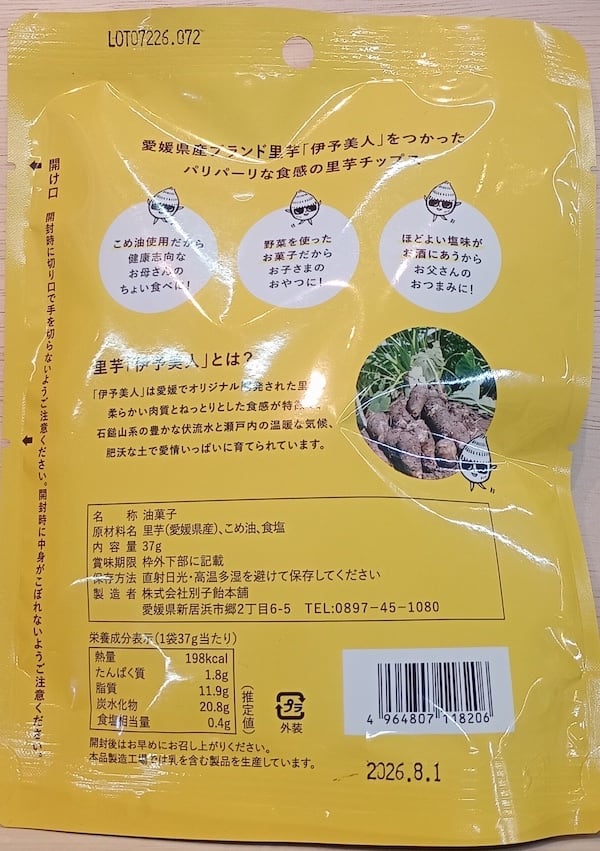 LOT07226.072
愛媛県産ブランド里芋「伊予美人」をつかった
パリパーリな食感の里芋チップス
こめ油使用だから
健康志向な
お母さんの
ちょい食べに!
野菜を使った
お菓子だから
お子さまの
おやつに!
ほどよい塩味が
お酒にあうから
お父さんの
おつまみに!
開け口 開封時に切り口で手を切らないようご注意ください。開封時に中身がこぼれないようご注意ください。
里芋「伊予美人」とは?
「伊予美人」は愛媛でオリジナル開発された里
柔らかい肉質とねっとりとした食感が特
石鎚山系の豊かな伏流水と瀬戸内の温暖な気候、
肥沃な土で愛情いっぱいに育てられています。
名称 油菓子
原材料名 里芋(愛媛県産)、こめ油、食塩
内容量 37g
賞味期限 枠外下部に記載
保存方法 直射日光・高温多湿を避けて保存してください
製造者 株式会社別子飴本舗
愛媛県新居浜市郷2丁目6-5 TEL:0897-45-1080
栄養成分表示(1袋37g当たり)
熱量 198kcal
たんぱく質 1.8g
脂質 11.9g
炭水化物 20.8g
食塩相当量 0.4g
(推定値)
プラ
外装
4 964807 118206
開封後はお早めにお召し上がりください。
本品製造工場では乳を含む製品を生産しています。
2026.8.1